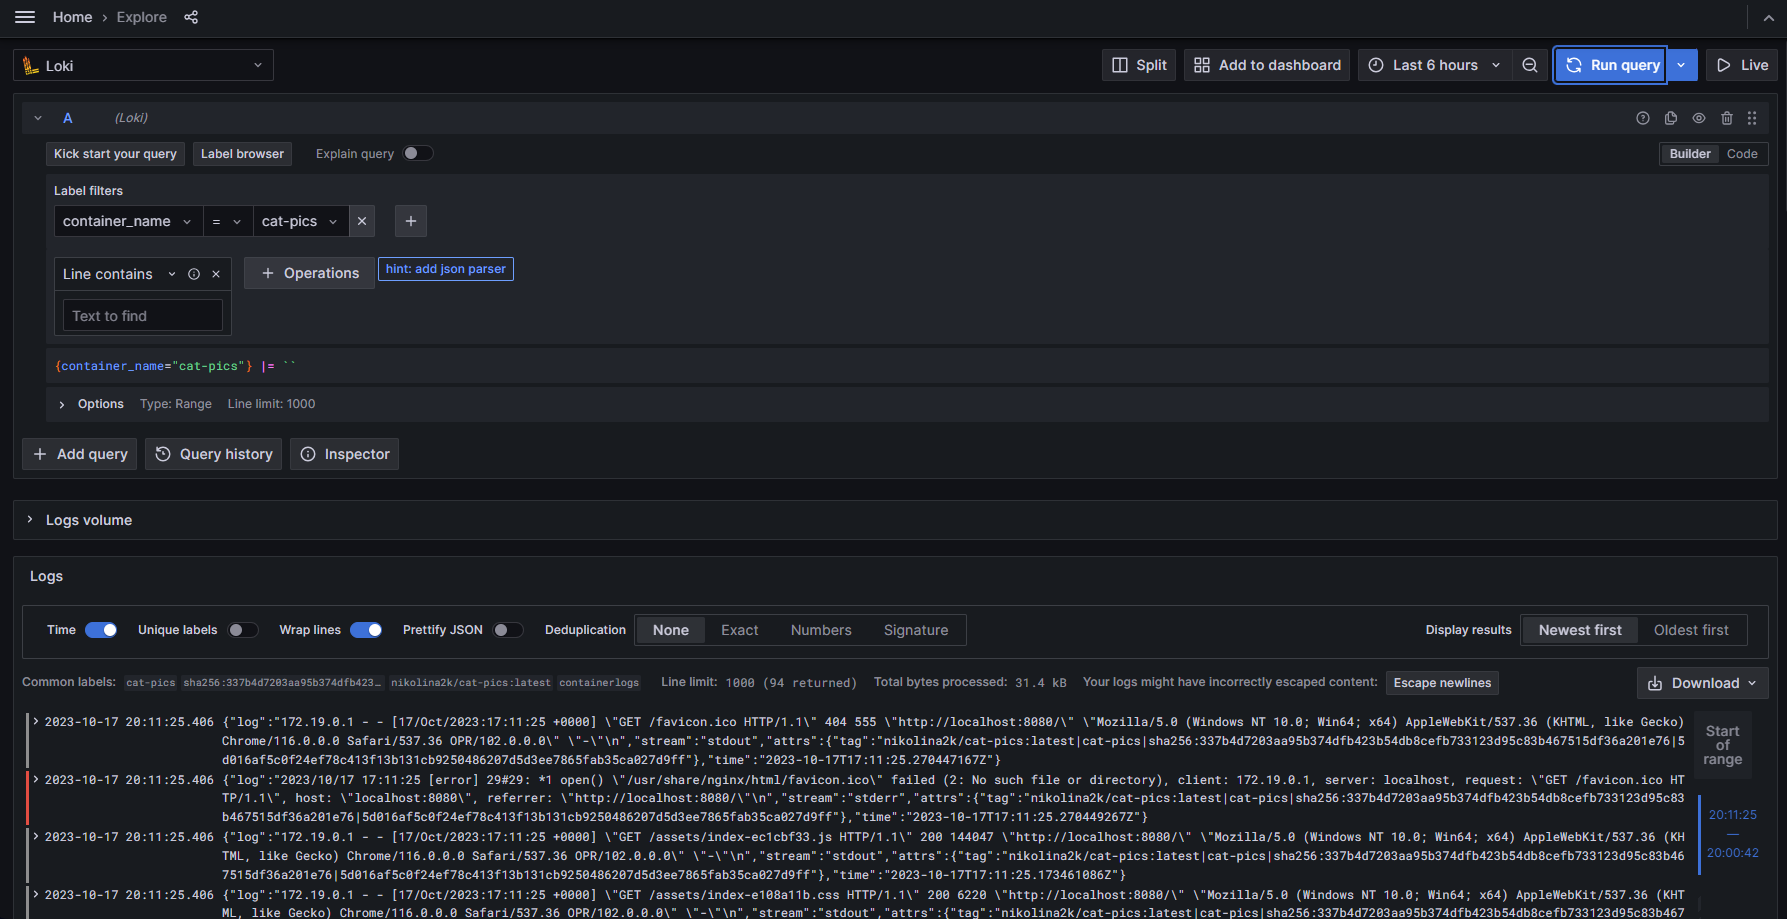 Home › Explore
Loki
Split
Add to dashboard
Last 6 hours
Run query
Live
A (Loki)
Kick start your query
Label browser
Explain query
Builder
Code
Label filters
container_name
=
cat-pics
Line contains
Operations
hint: add json parser
Text to find
{container_name="cat-pics"} |= ``
Options Type: Range Line limit: 1000
Add query
Query history
Inspector
Logs volume
Logs
Time
Unique labels
Wrap lines
Prettify JSON
Deduplication
None
Exact
Numbers
Signature
Display results
Newest first
Oldest first
Common labels: cat-pics sha256:337b4d7203aa95b374dfb423… nikolina2k/cat-pics:latest containerlogs Line limit: 1000 (94 returned) Total bytes processed: 31.4 kB Your logs might have incorrectly escaped content: Escape newlines
Download
2023-10-17 20:11:25.406 {"log":"172.19.0.1 - - [17/Oct/2023:17:11:25 +0000] \"GET /favicon.ico HTTP/1.1\" 404 555 \"http://localhost:8080/\" \"Mozilla/5.0 (Windows NT 10.0; Win64; x64) AppleWebKit/537.36 (KHTML, like Gecko)
Chrome/116.0.0.0 Safari/537.36 OPR/102.0.0.0\" \"-\"\n","stream":"stdout","attrs":{"tag":"nikolina2k/cat-pics:latest|cat-pics|sha256:337b4d7203aa95b374dfb423b54db8cefb733123d95c83b467515df36a201e76|5
d016af5c0f24ef78c413f13b131cb9250486207d5d3ee7865fab35ca027d9ff"},"time":"2023-10-17T17:11:25.270447167Z"}
2023-10-17 20:11:25.406 {"log":"2023/10/17 17:11:25 [error] 29#29: *1 open() \"/usr/share/nginx/html/favicon.ico\" failed (2: No such file or directory), client: 172.19.0.1, server: localhost, request: \"GET /favicon.ico HT
TP/1.1\", host: \"localhost:8080\", referrer: \"http://localhost:8080/\"\n","stream":"stderr","attrs":{"tag":"nikolina2k/cat-pics:latest|cat-pics|sha256:337b4d7203aa95b374dfb423b54db8cefb733123d95c83
b467515df36a201e76|5d016af5c0f24ef78c413f13b131cb9250486207d5d3ee7865fab35ca027d9ff"},"time":"2023-10-17T17:11:25.270449267Z"}
2023-10-17 20:11:25.406 {"log":"172.19.0.1 - - [17/Oct/2023:17:11:25 +0000] \"GET /assets/index-ec1cbf33.js HTTP/1.1\" 200 144047 \"http://localhost:8080/\" \"Mozilla/5.0 (Windows NT 10.0; Win64; x64) AppleWebKit/537.36 (KH
TML, like Gecko) Chrome/116.0.0.0 Safari/537.36 OPR/102.0.0.0\" \"-\"\n","stream":"stdout","attrs":{"tag":"nikolina2k/cat-pics:latest|cat-pics|sha256:337b4d7203aa95b374dfb423b54db8cefb733123d95c83b46
7515df36a201e76|5d016af5c0f24ef78c413f13b131cb9250486207d5d3ee7865fab35ca027d9ff"},"time":"2023-10-17T17:11:25.173461086Z"}
2023-10-17 20:11:25.406 {"log":"172.19.0.1 - - [17/Oct/2023:17:11:25 +0000] \"GET /assets/index-e108a11b.css HTTP/1.1\" 200 6220 \"http://localhost:8080/\" \"Mozilla/5.0 (Windows NT 10.0; Win64; x64) AppleWebKit/537.36 (KHT
ML, like Gecko) Chrome/116.0.0.0 Safari/537.36 OPR/102.0.0.0\" \"-\"\n","stream":"stdout","attrs":{"tag":"nikolina2k/cat-pics:latest|cat-pics|sha256:337b4d7203aa95b374dfb423b54db8cefb733123d95c83b467
Start
of
range
20:11:25
—
20:00:42